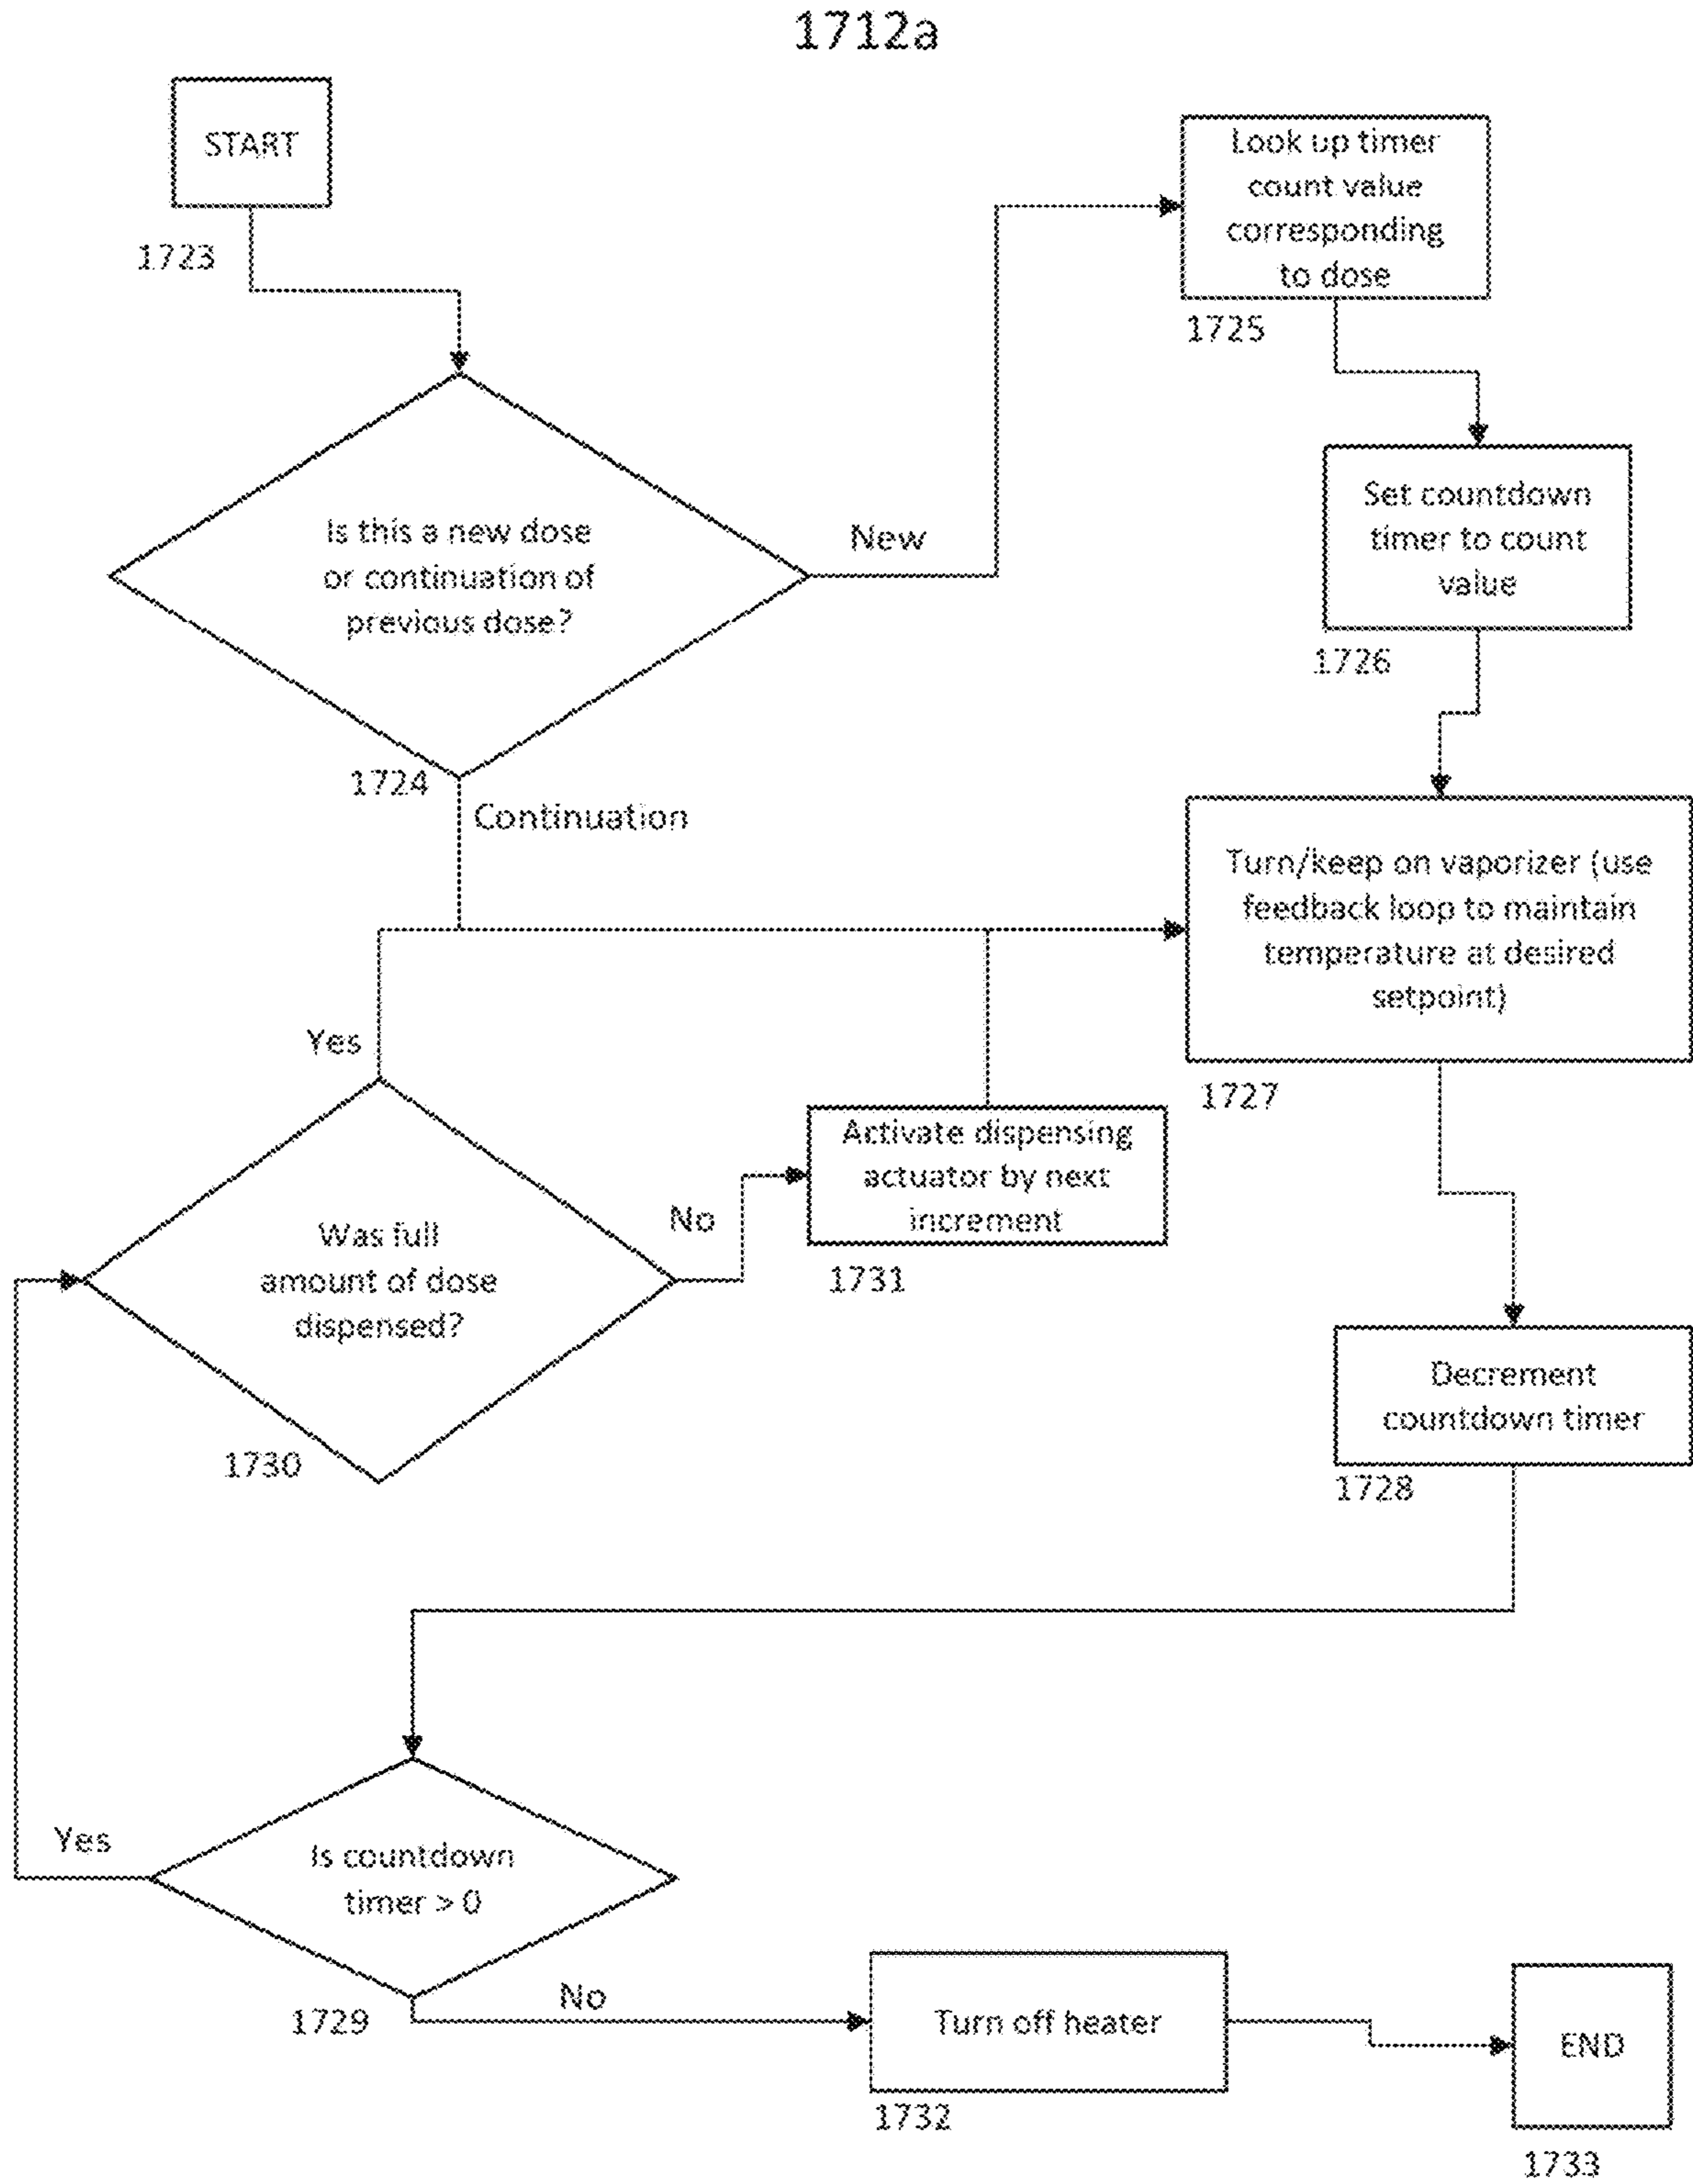 1712a
START
1723
Look up timer
count value
corresponding
to dose
1725
Is this a new dose
or continuation of
previous dose?
New
1724
Continuation
Set countdown
timer to count
value
1726
Turn/keep on vaporizer (use
feedback loop to maintain
temperature at desired
setpoint)
1727
Yes
Was full
amount of dose
dispensed?
1730
No
Activate dispensing
actuator by next
increment
1731
Decrement
countdown timer
1728
Yes
Is countdown
timer > 0
1729
No
Turn off heater
1732
END
1733